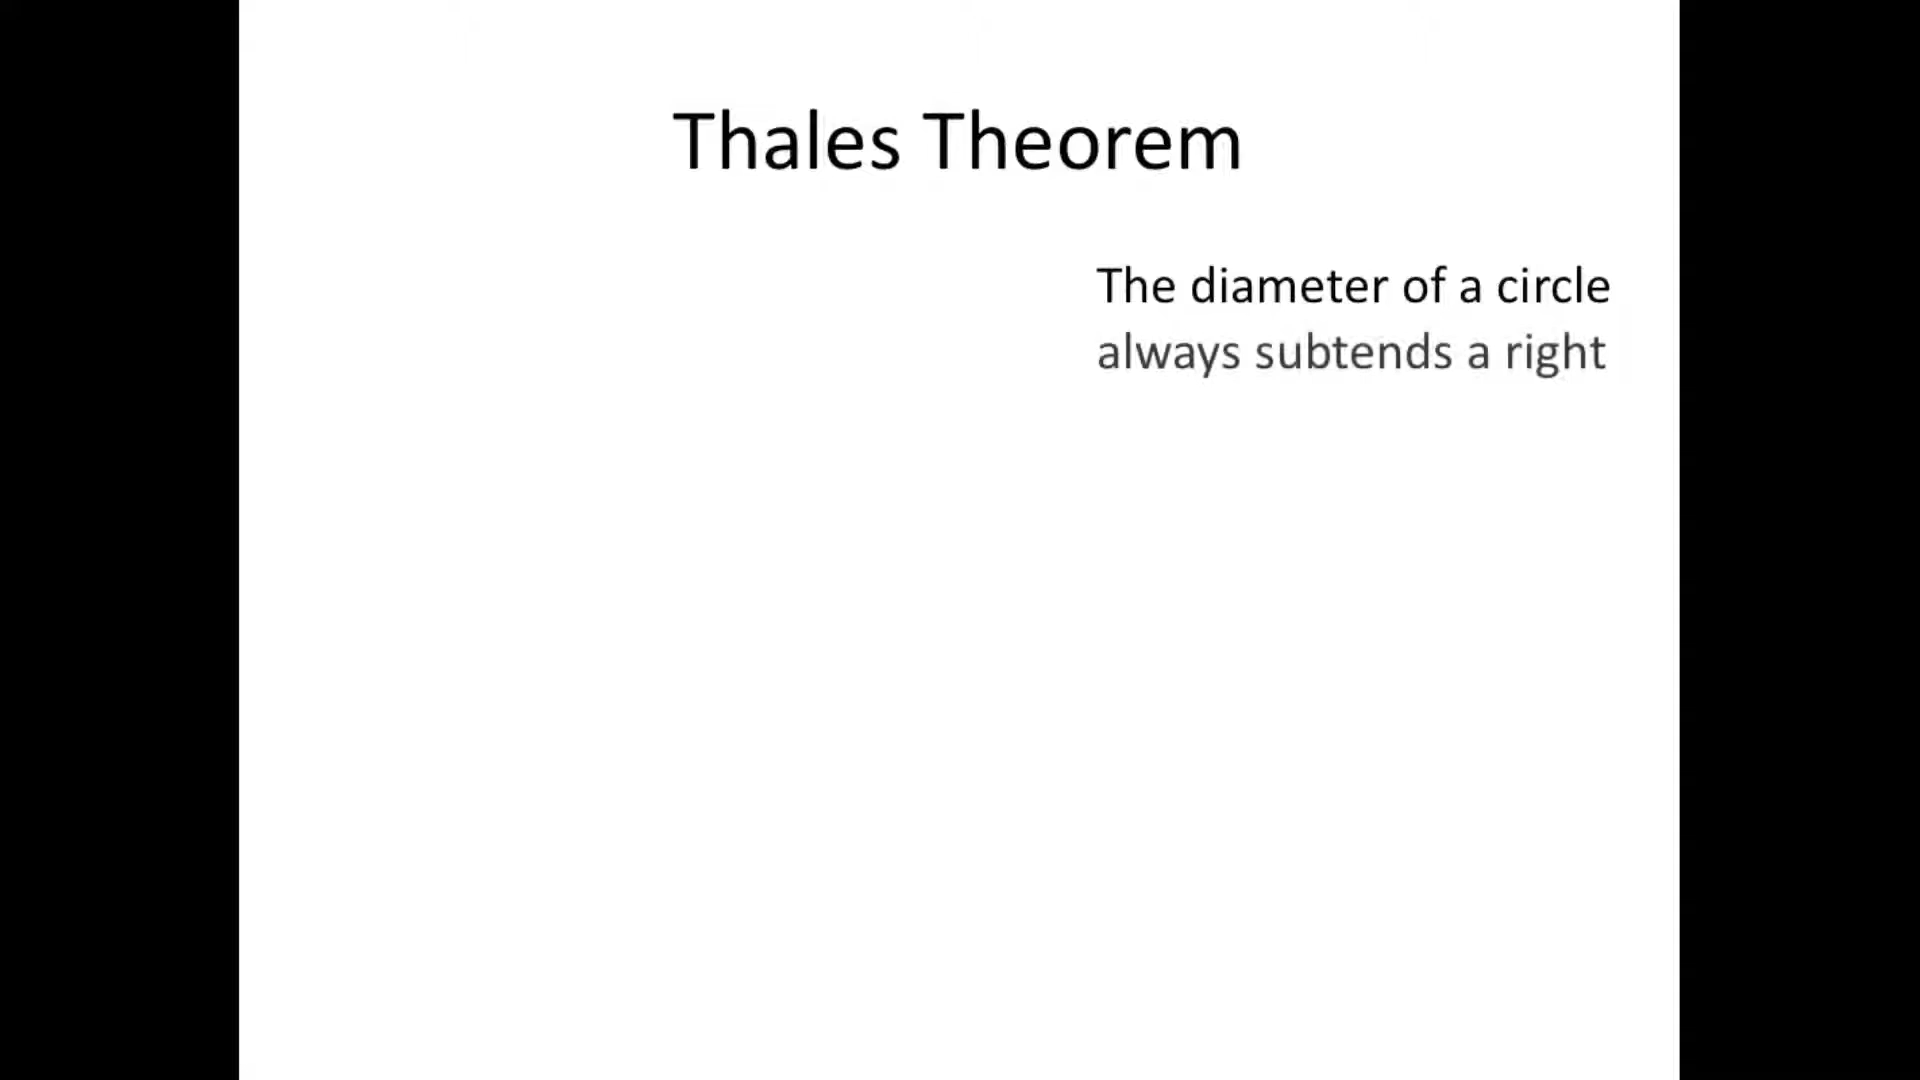 Thales Theorem
The diameter of a circle
always subtends a right